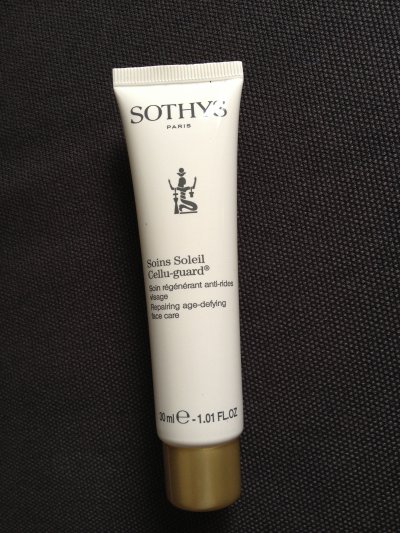 SOTHYS
PARIS
Soins Soleil
Cellu-guard®
Soin régénérant anti-rides
visage
Repairing age-defying
face care
30 ml ℮ - 1.01 FL.OZ